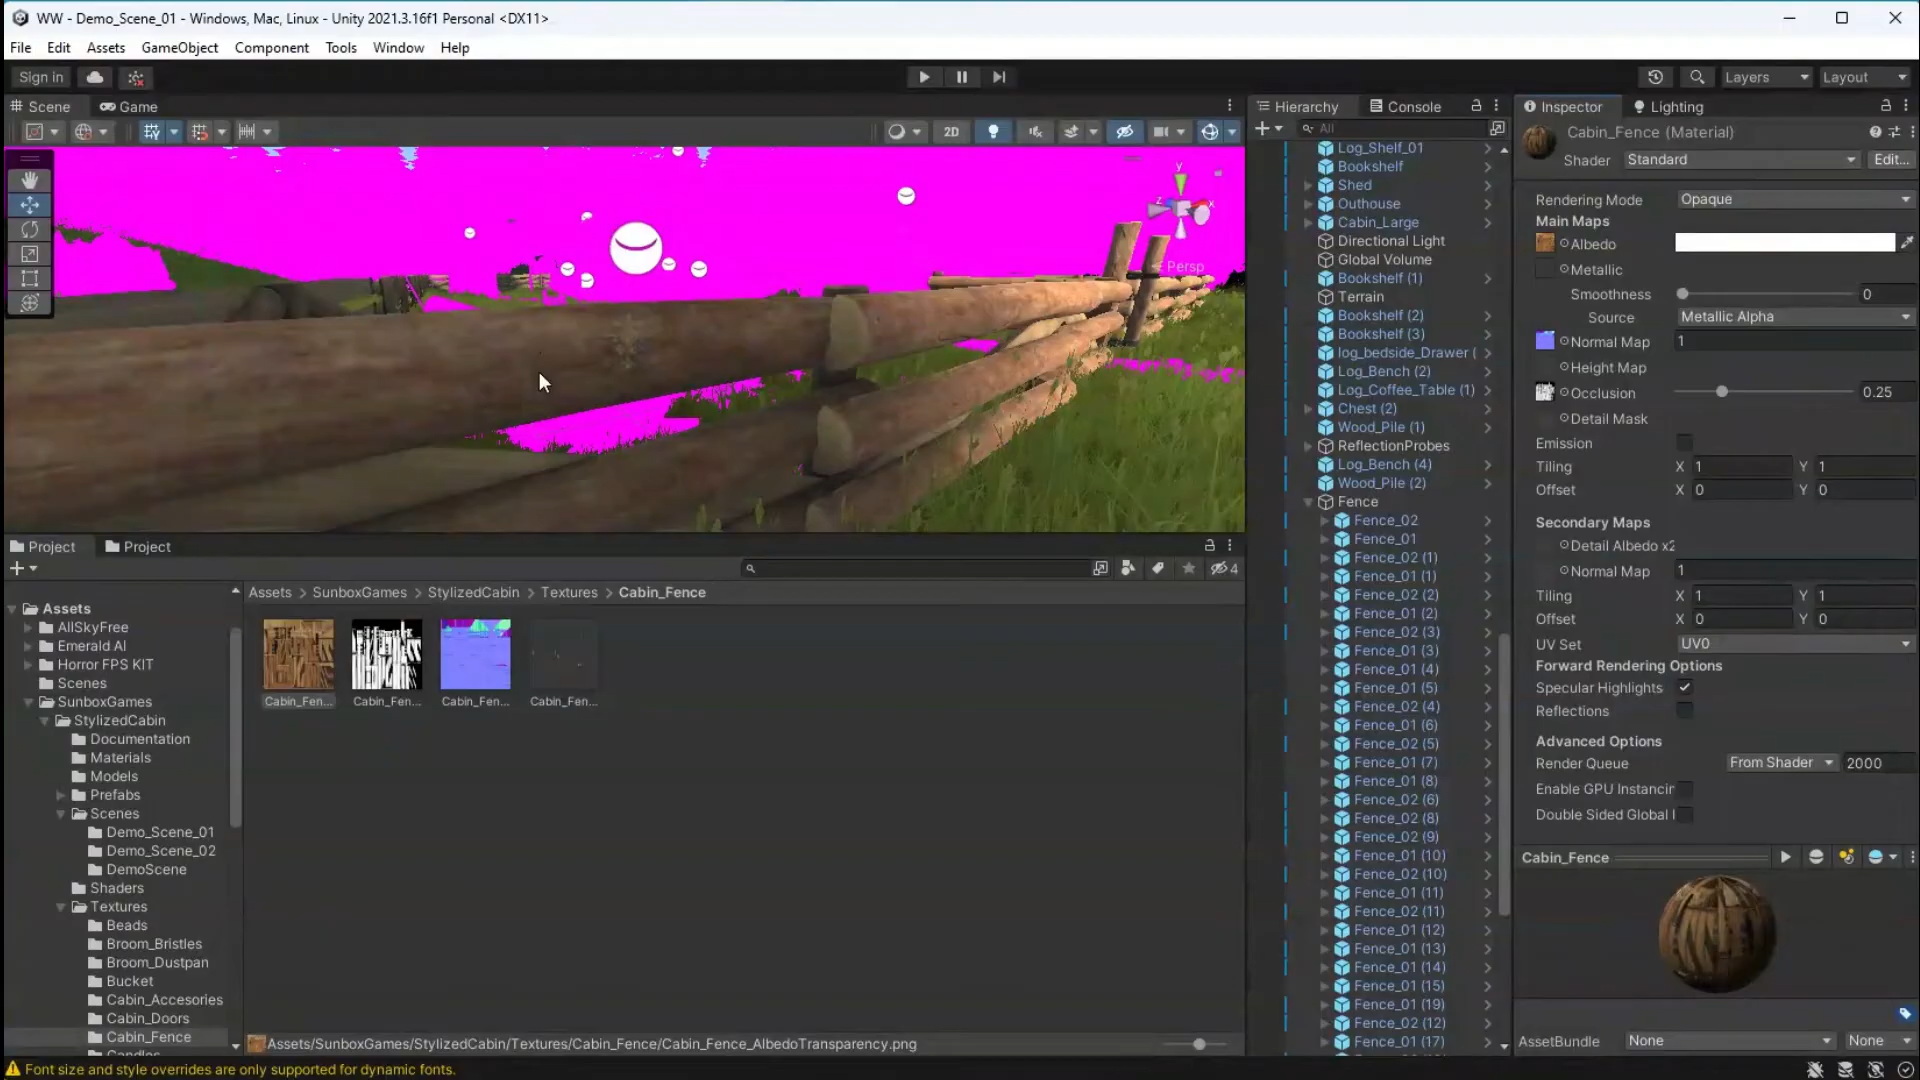 WW - Demo_Scene_01 - Windows, Mac, Linux - Unity 2021.3.16f1 Personal <DX11>
File Edit Assets GameObject Component Tools Window Help
Sign in
Layers
Layout
Scene
Game
2D
y
z
x
Persp
Hierarchy
Console
All
Log_Shelf_01
Bookshelf
Shed
Outhouse
Cabin_Large
Directional Light
Global Volume
Bookshelf (1)
Terrain
Bookshelf (2)
Bookshelf (3)
log_bedside_Drawer (
Log_Bench (2)
Log_Coffee_Table (1)
Chest (2)
Wood_Pile (1)
ReflectionProbes
Log_Bench (4)
Wood_Pile (2)
Fence
Fence_02
Fence_01
Fence_02 (1)
Fence_01 (1)
Fence_02 (2)
Fence_01 (2)
Fence_02 (3)
Fence_01 (3)
Fence_01 (4)
Fence_01 (5)
Fence_02 (4)
Fence_01 (6)
Fence_02 (5)
Fence_01 (7)
Fence_01 (8)
Fence_02 (6)
Fence_02 (8)
Fence_02 (9)
Fence_01 (10)
Fence_02 (10)
Fence_01 (11)
Fence_02 (11)
Fence_01 (12)
Fence_01 (13)
Fence_01 (14)
Fence_01 (15)
Fence_01 (19)
Fence_02 (12)
Fence_01 (17)
Inspector
Lighting
Cabin_Fence (Material)
Shader Standard Edit...
Rendering Mode Opaque
Main Maps
Albedo
Metallic
Smoothness 0
Source Metallic Alpha
Normal Map 1
Height Map
Occlusion 0.25
Detail Mask
Emission
Tiling X 1 Y 1
Offset X 0 Y 0
Secondary Maps
Detail Albedo x2
Normal Map 1
Tiling X 1 Y 1
Offset X 0 Y 0
UV Set UV0
Forward Rendering Options
Specular Highlights
Reflections
Advanced Options
Render Queue From Shader 2000
Enable GPU Instancin
Double Sided Global I
Cabin_Fence
AssetBundle None None
Project
Project
4
Assets
AllSkyFree
Emerald AI
Horror FPS KIT
Scenes
SunboxGames
StylizedCabin
Documentation
Materials
Models
Prefabs
Scenes
Demo_Scene_01
Demo_Scene_02
DemoScene
Shaders
Textures
Beads
Broom_Bristles
Broom_Dustpan
Bucket
Cabin_Accesories
Cabin_Doors
Cabin_Fence
Candles
Assets > SunboxGames > StylizedCabin > Textures > Cabin_Fence
Cabin_Fen... Cabin_Fen... Cabin_Fen... Cabin_Fen...
Assets/SunboxGames/StylizedCabin/Textures/Cabin_Fence/Cabin_Fence_AlbedoTransparency.png
Font size and style overrides are only supported for dynamic fonts.